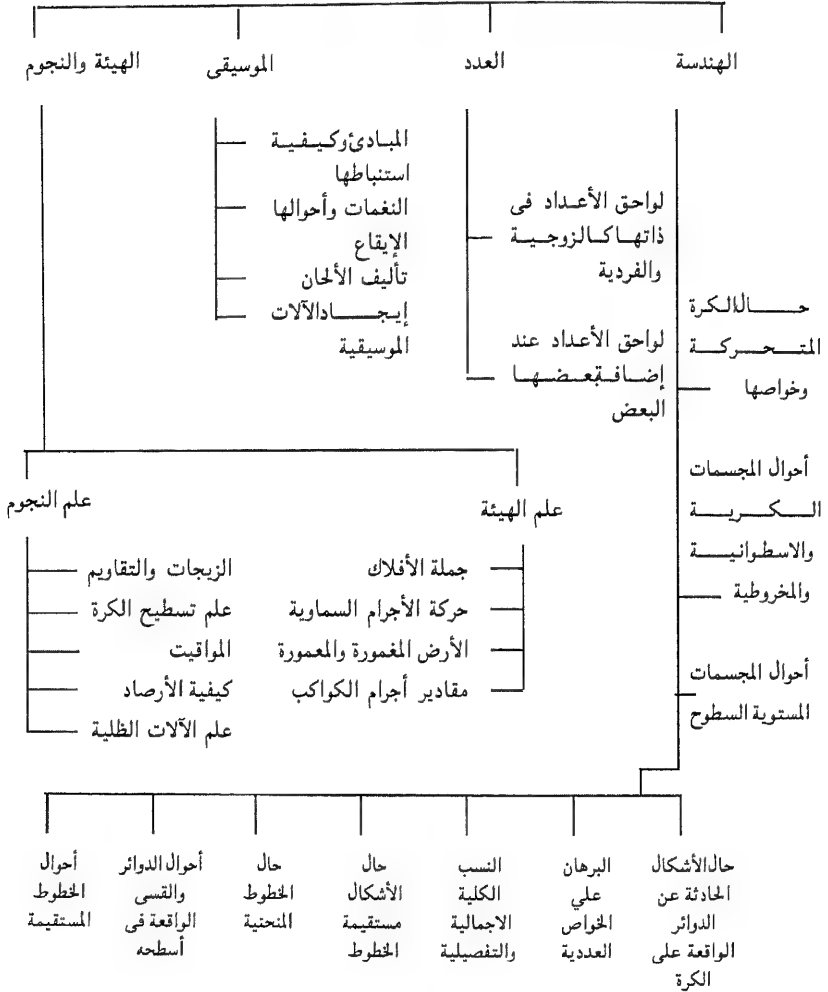 الهندسة
العدد
الموسيقى
الهيئة والنجوم
حال الكرة
المتحركة
وخواصها
أحوال المجسمات
الكرية
والاسطوانية
والمخروطية
أحوال المجسمات
المستوية السطوح
لواحق الأعداد فى
ذاتها كالزوجية
والفردية
لواحق الأعداد عند
إضافة بعضها
البعض
المبادئ وكيفية
استنباطها
النغمات وأحوالها
الإيقاع
تأليف الألحان
إيجاد الآلات
الموسيقية
علم الهيئة
جملة الأفلاك
حركة الأجرام السماوية
الأرض المغمورة والمعمورة
مقادير أجرام الكواكب
علم النجوم
الزيجات والتقاويم
علم تسطيح الكرة
المواقيت
كيفية الأرصاد
علم الآلات الظلية
حال الأشكال
الحادثة عن
الدوائر
الواقعة على
الكرة
البرهان
علي
الخواص
العددية
النسب
الكلية
الاجمالية
والتفصيلية
حال
الأشكال
مستقيمة
الخطوط
حال
الخطوط
المنحنية
أحوال الدوائر
والقسى
الواقعة فى
أسطحه
أحوال
الخطوط
المستقيمة